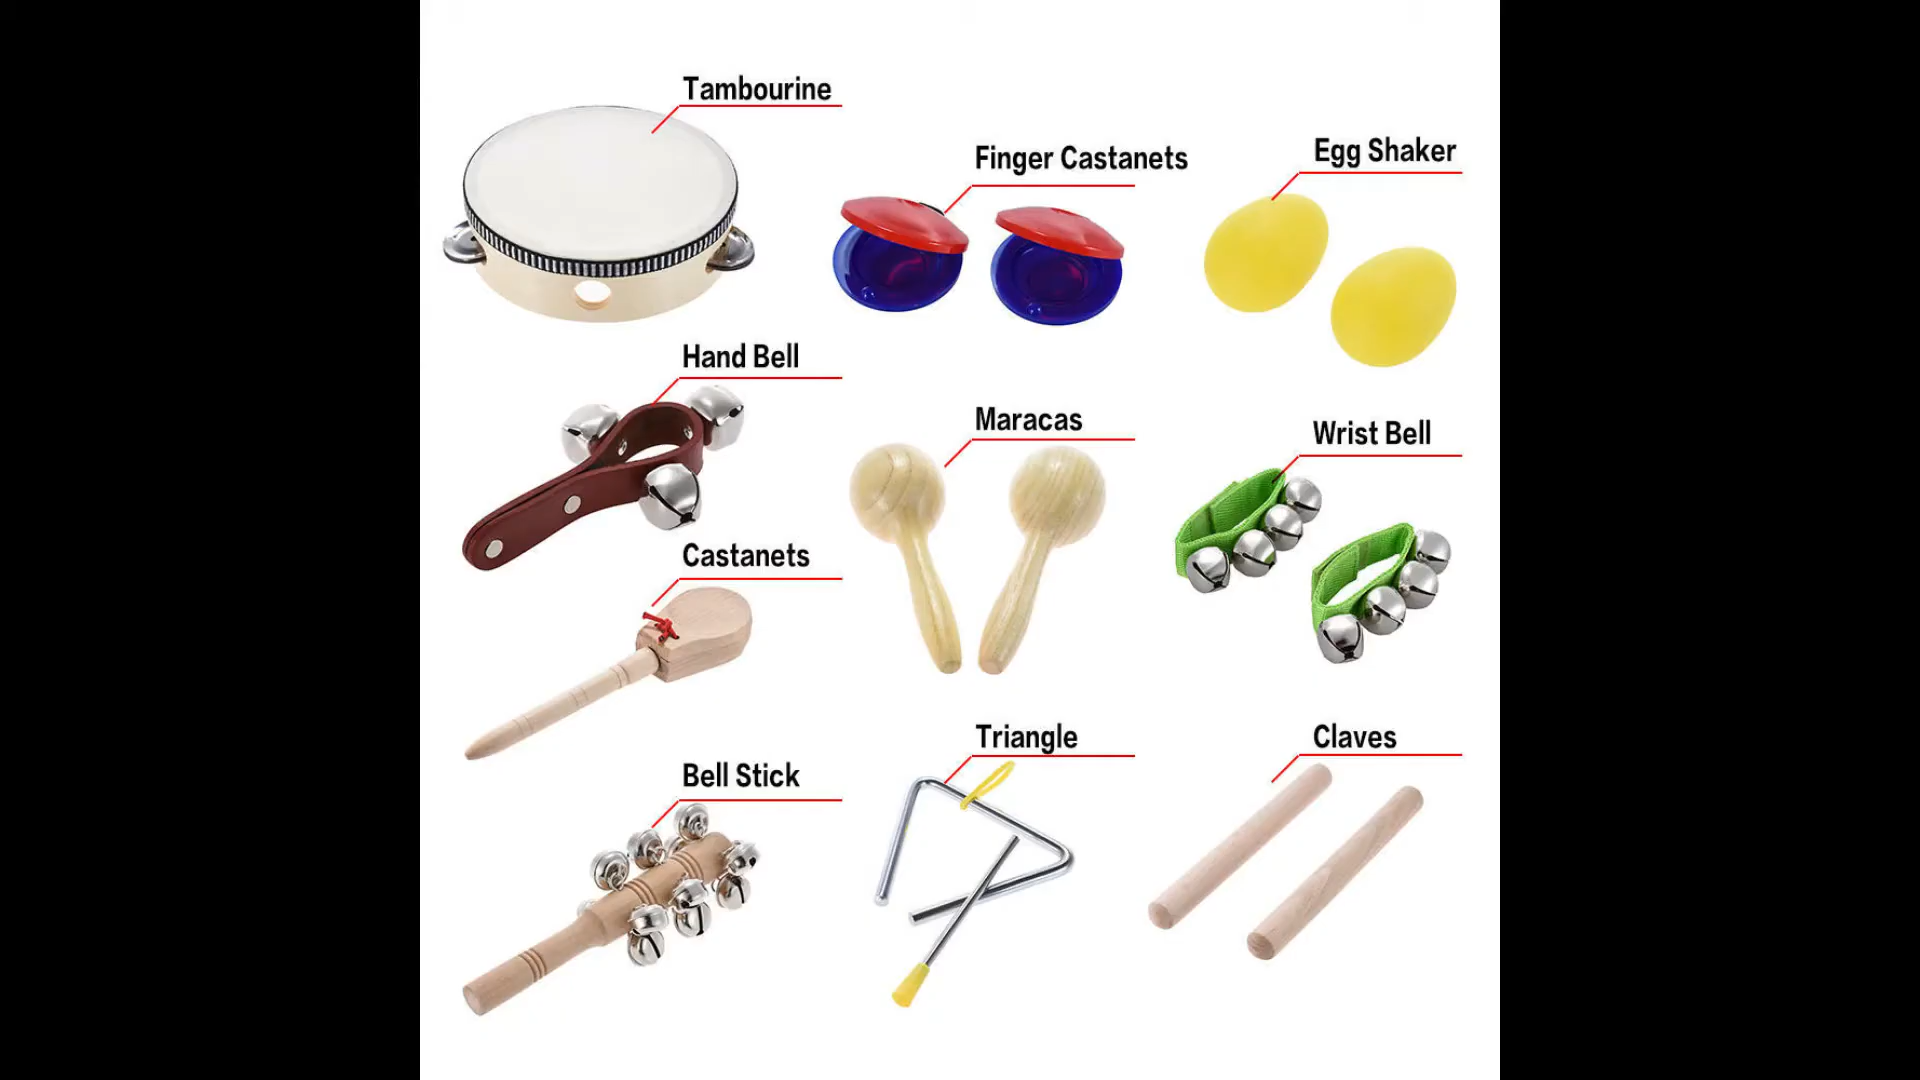 Tambourine
Finger Castanets
Egg Shaker
Hand Bell
Maracas
Wrist Bell
Castanets
Triangle
Claves
Bell Stick